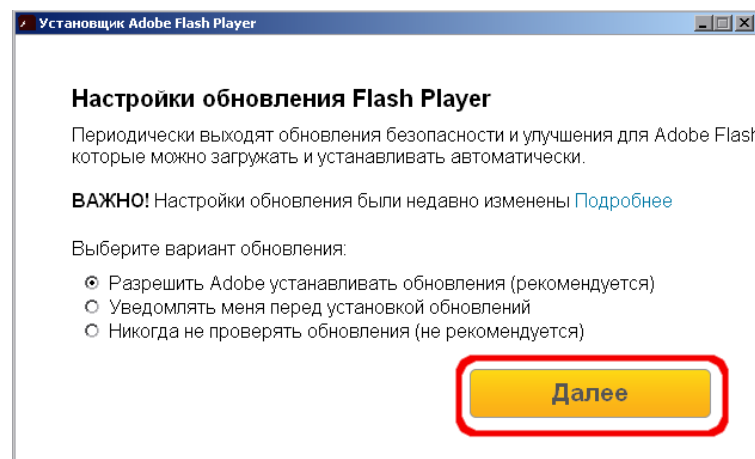 Установщик Adobe Flash Player
Настройки обновления Flash Player
Периодически выходят обновления безопасности и улучшения для Adobe Flash
которые можно загружать и устанавливать автоматически.
ВАЖНО! Настройки обновления были недавно изменены Подробнее
Выберите вариант обновления:
Разрешить Adobe устанавливать обновления (рекомендуется)
Уведомлять меня перед установкой обновлений
Никогда не проверять обновления (не рекомендуется)
Далее